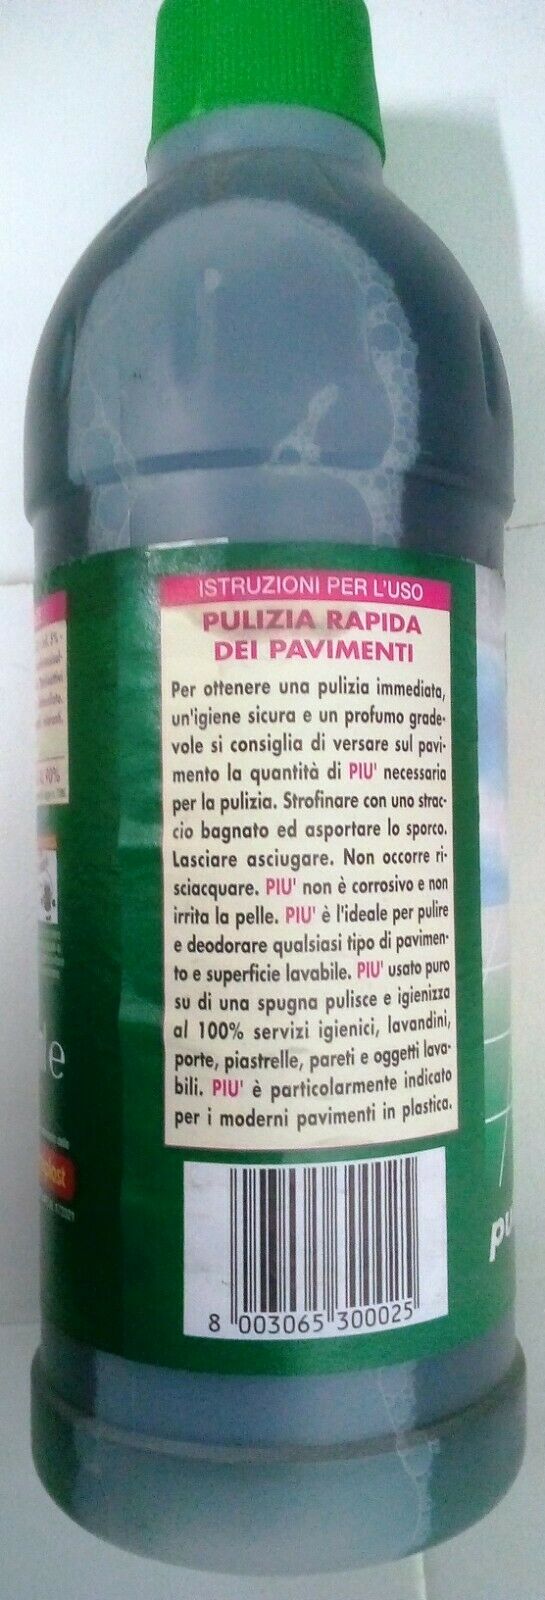 ISTRUZIONI PER L'USO
PULIZIA RAPIDA
DEI PAVIMENTI
Per ottenere una pulizia immediata,
un'igiene sicura e un profumo grade-
vole si consiglia di versare sul pavi-
mento la quantità di PIU' necessaria
per la pulizia. Strofinare con uno strac-
cio bagnato ed asportare lo sporco.
Lasciare asciugare. Non occorre ri-
sciacquare. PIU' non è corrosivo e non
irrita la pelle. PIU' è l'ideale per pulire
e deodorare qualsiasi tipo di pavimen-
to e superficie lavabile. PIU' usato puro
su di una spugna pulisce e igienizza
al 100% servizi igienici, lavandini,
porte, piastrelle, pareti e oggetti lava-
bili. PIU' è particolarmente indicato
per i moderni pavimenti in plastica.
8 003065 300025
90%
pu